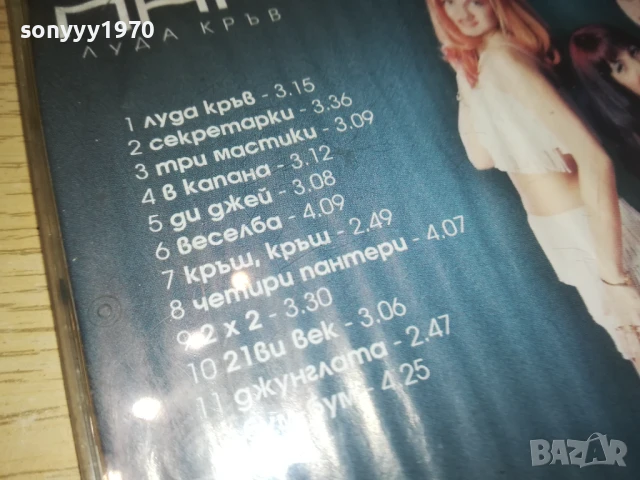 sonyyy1970
ЛУДА КРЪВ
1 луда кръв - 3.15
2 секретарки - 3.36
3 три мастики - 3.09
4 в капана - 3.12
5 ди джей - 3.08
6 веселба - 4.09
7 кръш, кръш - 2.49
8 четири пантери - 4.07
9 2 х 2 - 3.30
10 21ви век - 3.06
11 джунглата - 2.47
- 4.25
BAZAR